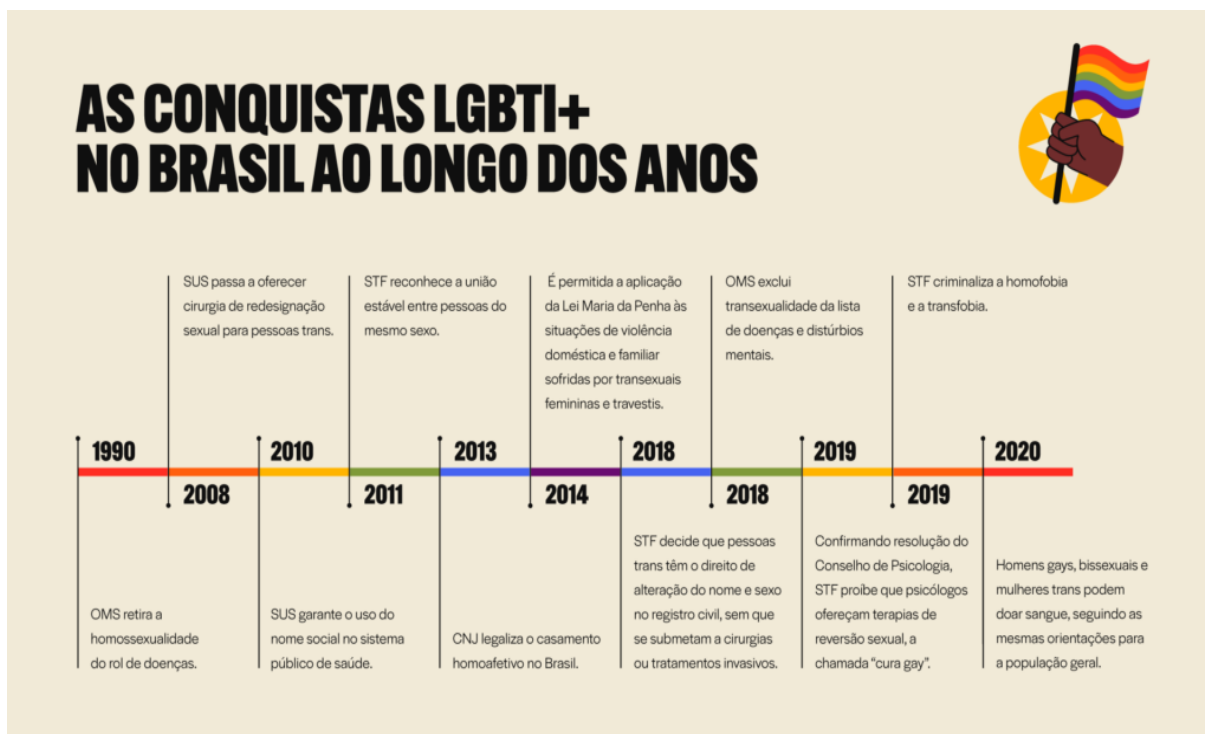 AS CONQUISTAS LGBTI+
NO BRASIL AO LONGO DOS ANOS
1990
OMS retira a
homossexualidade
do rol de doenças.
SUS passa a oferecer
cirurgia de redesignação
sexual para pessoas trans.
2008
2010
SUS garante o uso do
nome social no sistema
público de saúde.
STF reconhece a união
estável entre pessoas do
mesmo sexo.
2011
2013
CNJ legaliza o casamento
homoafetivo no Brasil.
É permitida a aplicação
da Lei Maria da Penha às
situações de violência
doméstica e familiar
sofridas por transexuais
femininas e travestis.
2014
2018
STF decide que pessoas
trans têm o direito de
alteração do nome e sexo
no registro civil, sem que
se submetam a cirurgias
ou tratamentos invasivos.
OMS exclui
transexualidade da lista
de doenças e distúrbios
mentais.
2018
2019
Confirmando resolução do
Conselho de Psicologia,
STF proíbe que psicólogos
ofereçam terapias de
reversão sexual, a
chamada “cura gay”.
STF criminaliza a homofobia
e a transfobia.
2019
2020
Homens gays, bissexuais e
mulheres trans podem
doar sangue, seguindo as
mesmas orientações para
a população geral.